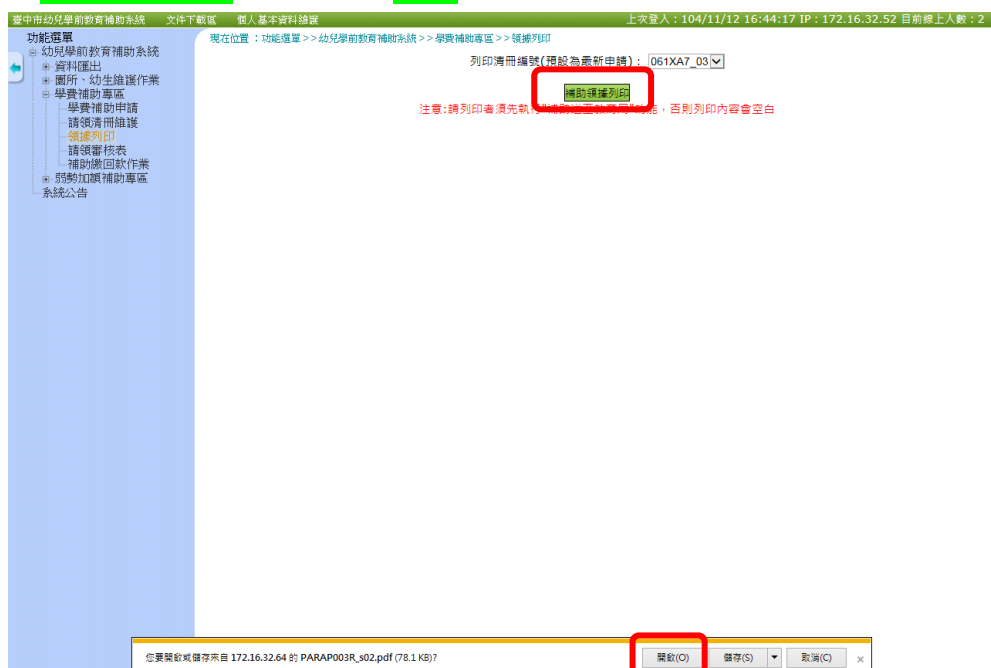 臺中市幼兒學前教育補助系統 文件下載區 個人基本資料維護 上次登入：104/11/12 16:44:17 IP：172.16.32.52 目前線上人數：2
功能選單
幼兒學前教育補助系統
資料匯出
園所、幼生維護作業
學費補助專區
學費補助申請
請領清冊維護
領據列印
請領審核表
補助繳回款作業
弱勢加額補助專區
系統公告
現在位置：功能選單>>幼兒學前教育補助系統>>學費補助專區>>領據列印
列印清冊編號(預設為最新申請)： 061XA7_03
補助領據列印
注意:請列印者須先執行"補助送至教育局"功能，否則列印內容會空白
您要開啟或儲存來自 172.16.32.64 的 PARAP003R_s02.pdf (78.1 KB)?
開啟(O) 儲存(S) 取消(C) ×